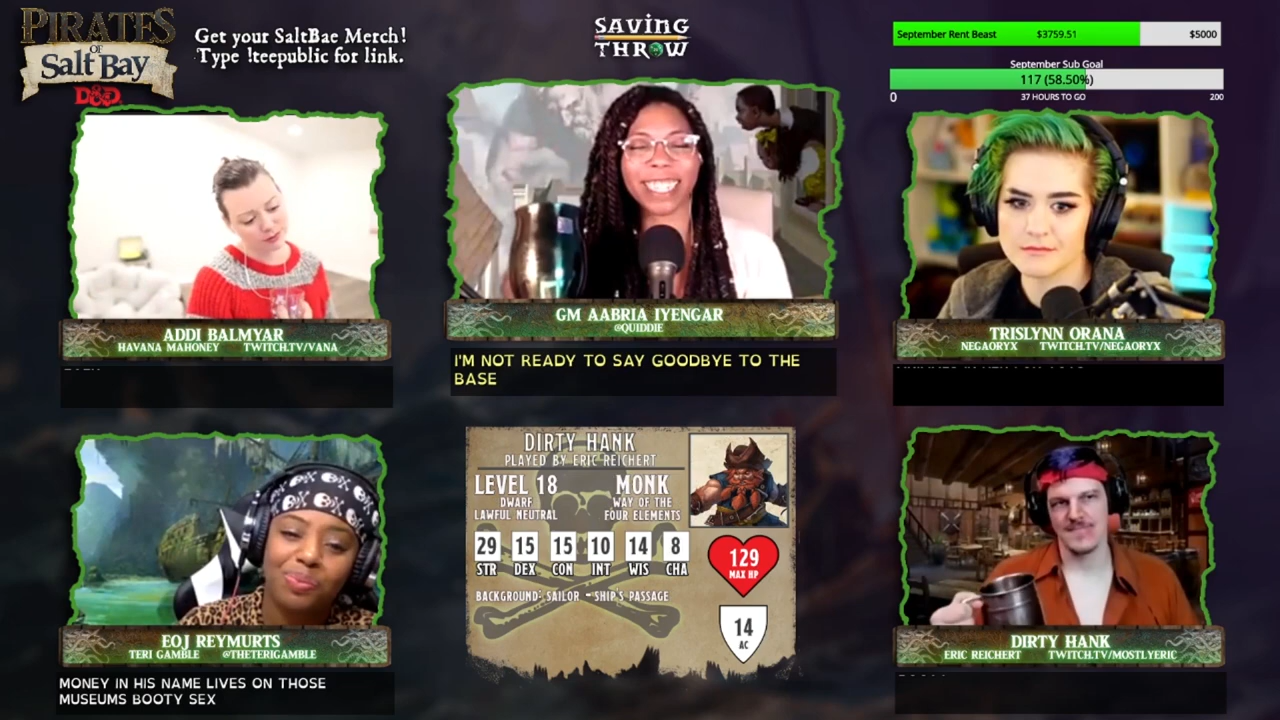 PIRATES
OF
Salt Bay
D&D
Get your SaltBae Merch!
Type !teepublic for link.
SAVING
THROW
September Rent Beast $3759.51 $5000
September Sub Goal
117 (58.50%)
0 37 HOURS TO GO 200
ADDI BALMYAR
HAVANA MAHONEY TWITCH.TV/VANA
GM AABRIA IYENGAR
@QUIDDIE
I'M NOT READY TO SAY GOODBYE TO THE
BASE
TRISLYNN ORANA
NEGAORYX TWITCH.TV/NEGAORYX
EOJ REYMURTS
TERI GAMBLE @THETERIGAMBLE
MONEY IN HIS NAME LIVES ON THOSE
MUSEUMS BOOTY SEX
DIRTY HANK
PLAYED BY ERIC REICHERT
LEVEL 18 MONK
DWARF WAY OF THE
LAWFUL NEUTRAL FOUR ELEMENTS
29 15 15 10 14 8
STR DEX CON INT WIS CHA
129
MAX HP
BACKGROUND: SAILOR - SHIP'S PASSAGE
14
AC
DIRTY HANK
ERIC REICHERT TWITCH.TV/MOSTLYERIC